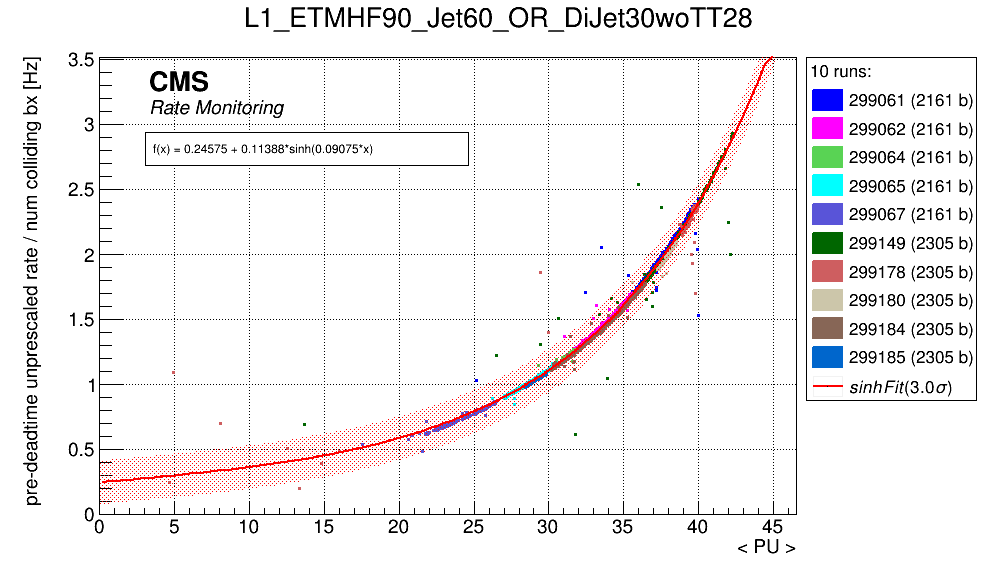 L1_ETMHF90_Jet60_OR_DiJet30woTT28
pre-deadtime unprescaled rate / num colliding bx [Hz]
3.5
3
2.5
2
1.5
1
0.5
0
CMS
Rate Monitoring
f(x) = 0.24575 + 0.11388*sinh(0.09075*x)
0 5 10 15 20 25 30 35 40 45
< PU >
10 runs:
299061 (2161 b)
299062 (2161 b)
299064 (2161 b)
299065 (2161 b)
299067 (2161 b)
299149 (2305 b)
299178 (2305 b)
299180 (2305 b)
299184 (2305 b)
299185 (2305 b)
sinhFit(3.0σ)